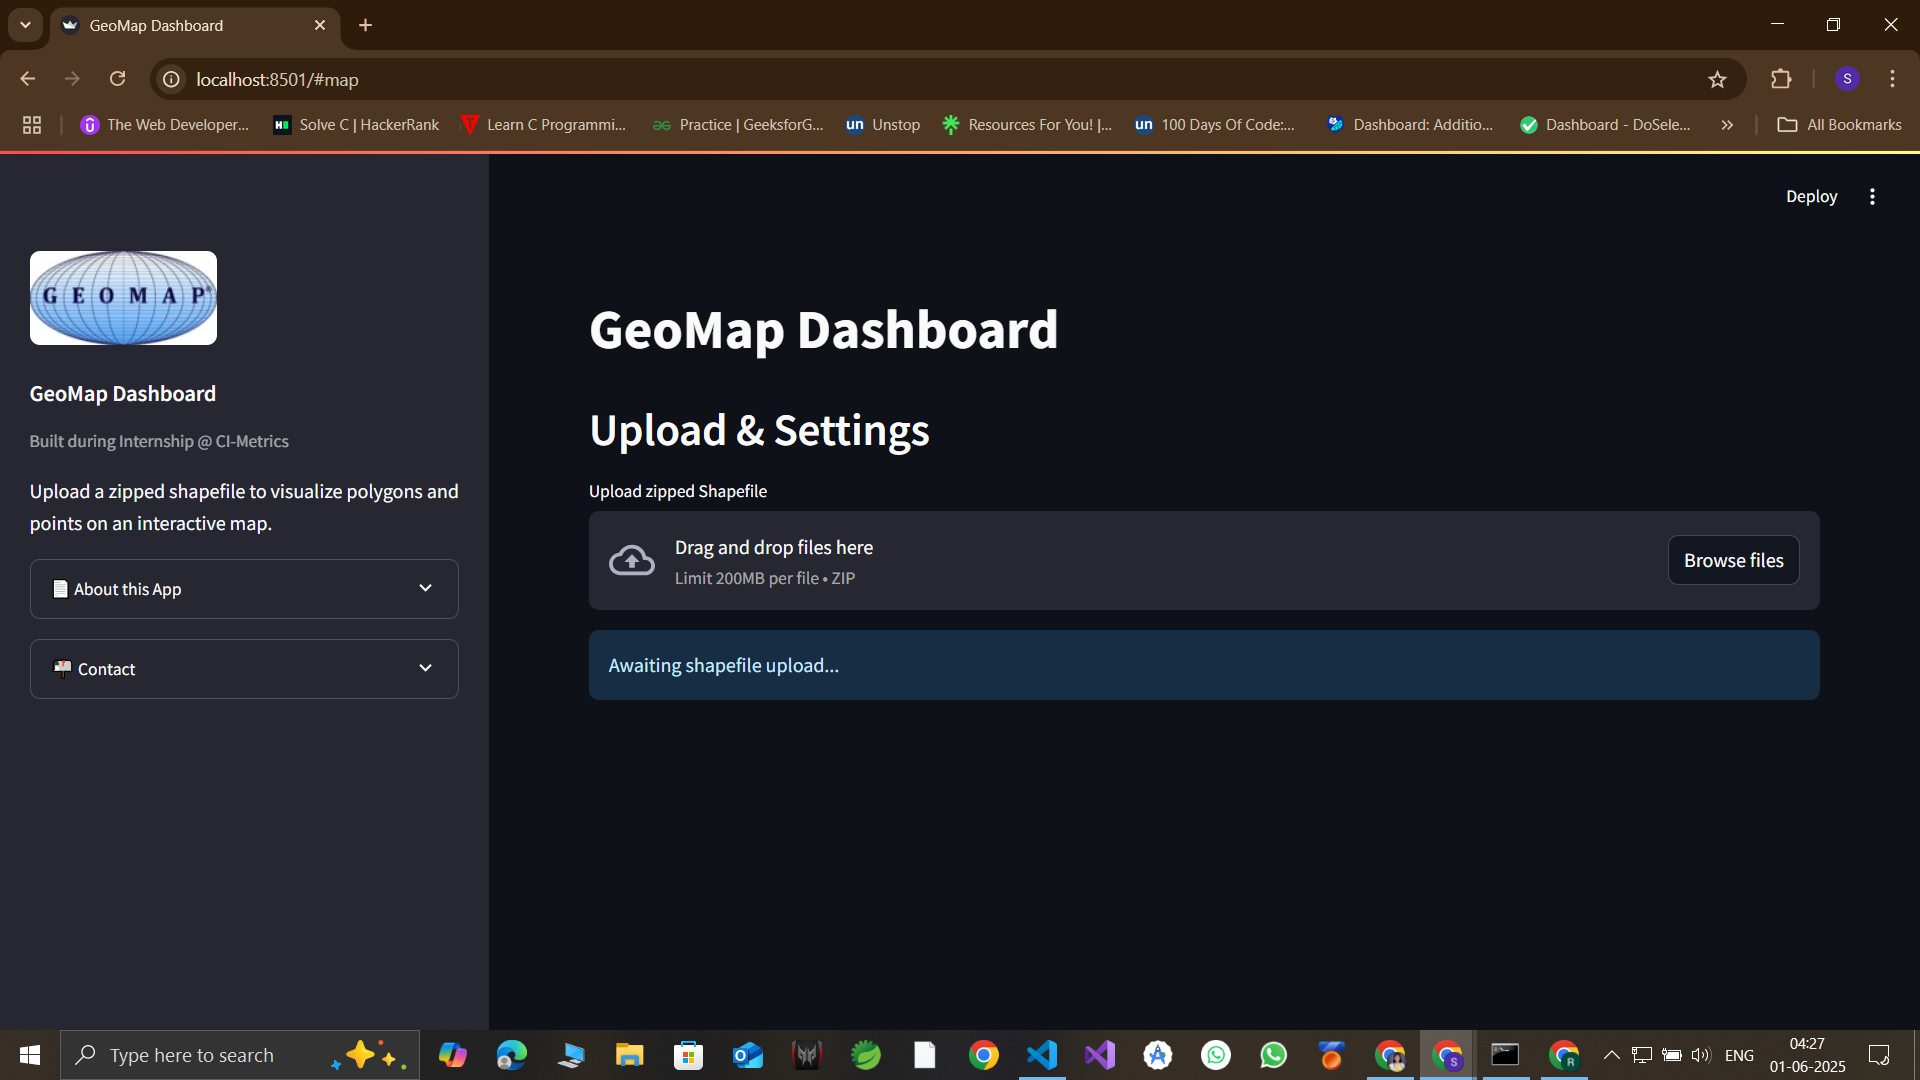 GeoMap Dashboard
localhost:8501/#map
S
The Web Developer...
Solve C | HackerRank
Learn C Programmi...
Practice | GeeksforG...
un Unstop
Resources For You! |...
un 100 Days Of Code:...
Dashboard: Additio...
Dashboard - DoSele...
All Bookmarks
Deploy
GEOMAP®
GeoMap Dashboard
Built during Internship @ CI-Metrics
Upload a zipped shapefile to visualize polygons and
points on an interactive map.
About this App
Contact
GeoMap Dashboard
Upload & Settings
Upload zipped Shapefile
Drag and drop files here
Limit 200MB per file • ZIP
Browse files
Awaiting shapefile upload...
Type here to search
ENG
04:27
01-06-2025